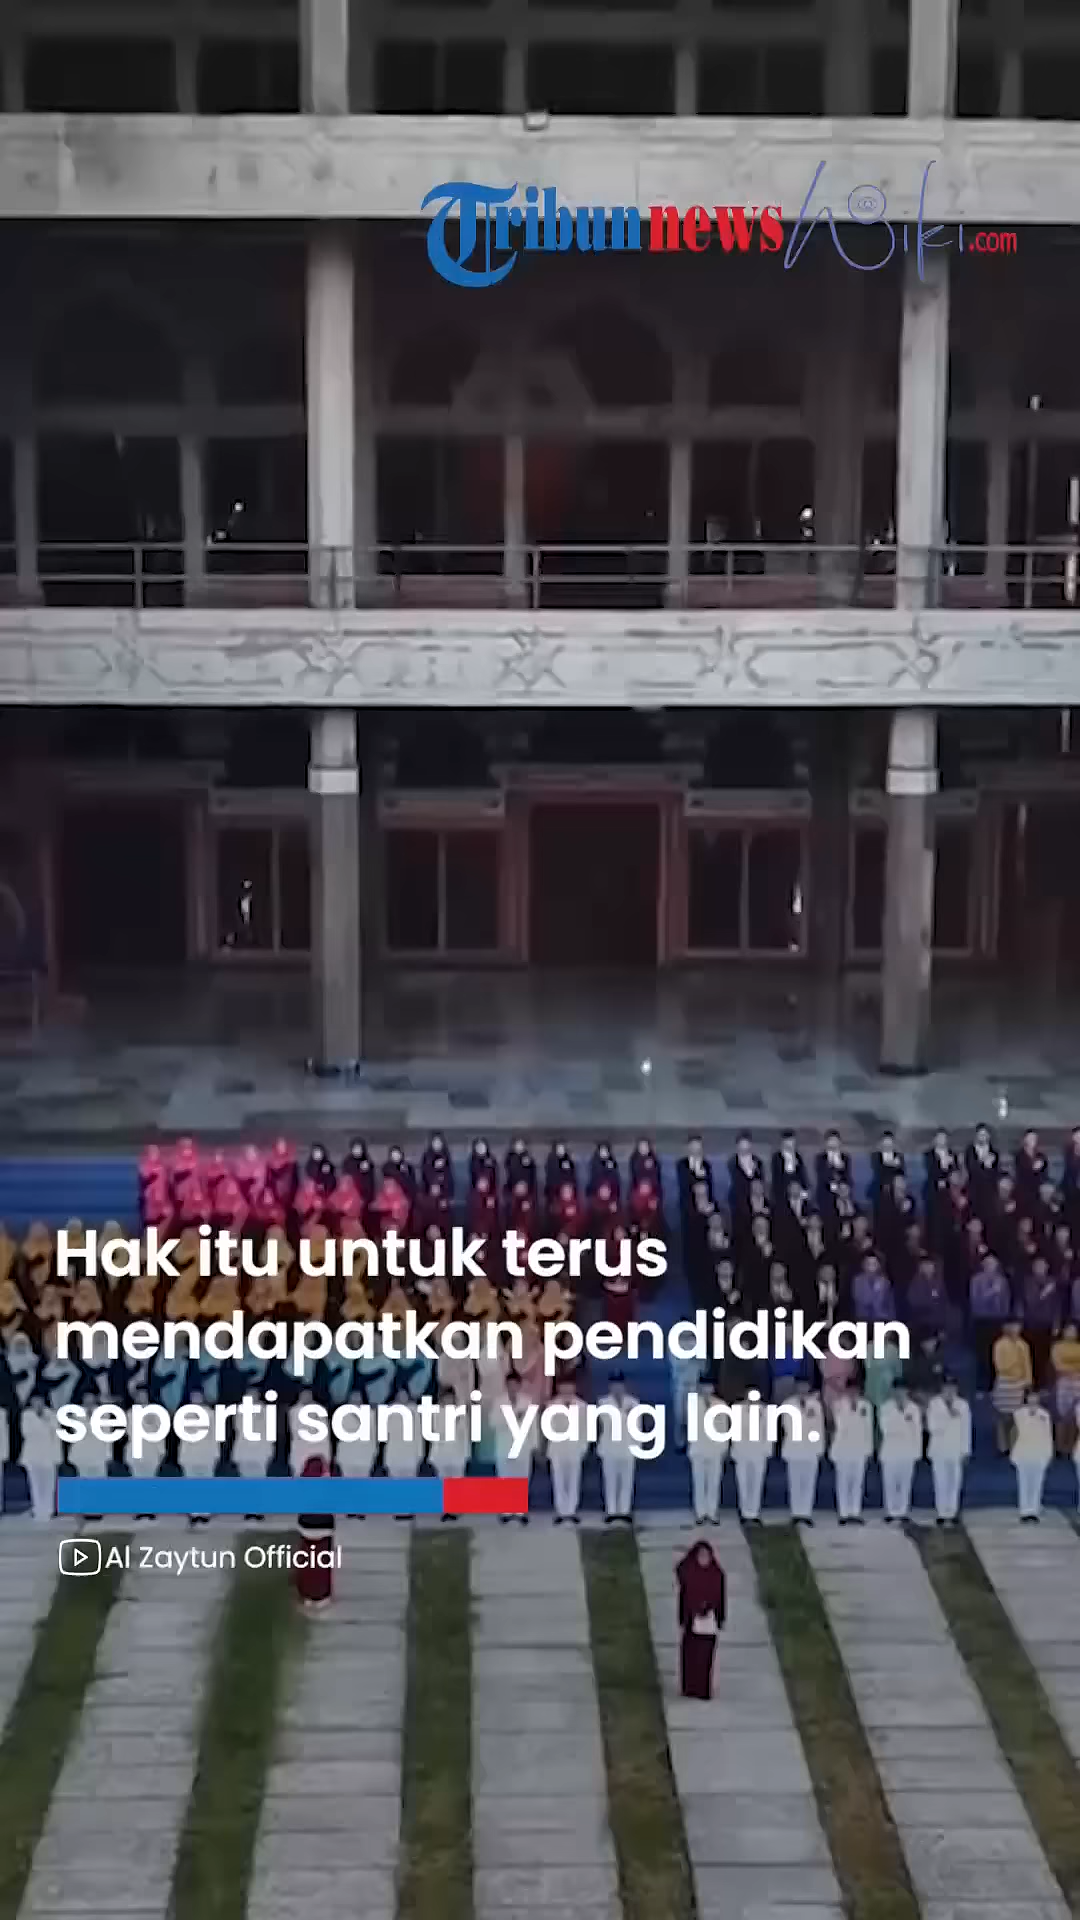 TribunnewsWiki.com
Hak itu untuk terus
mendapatkan pendidikan
seperti santri yang lain.
Al Zaytun Official